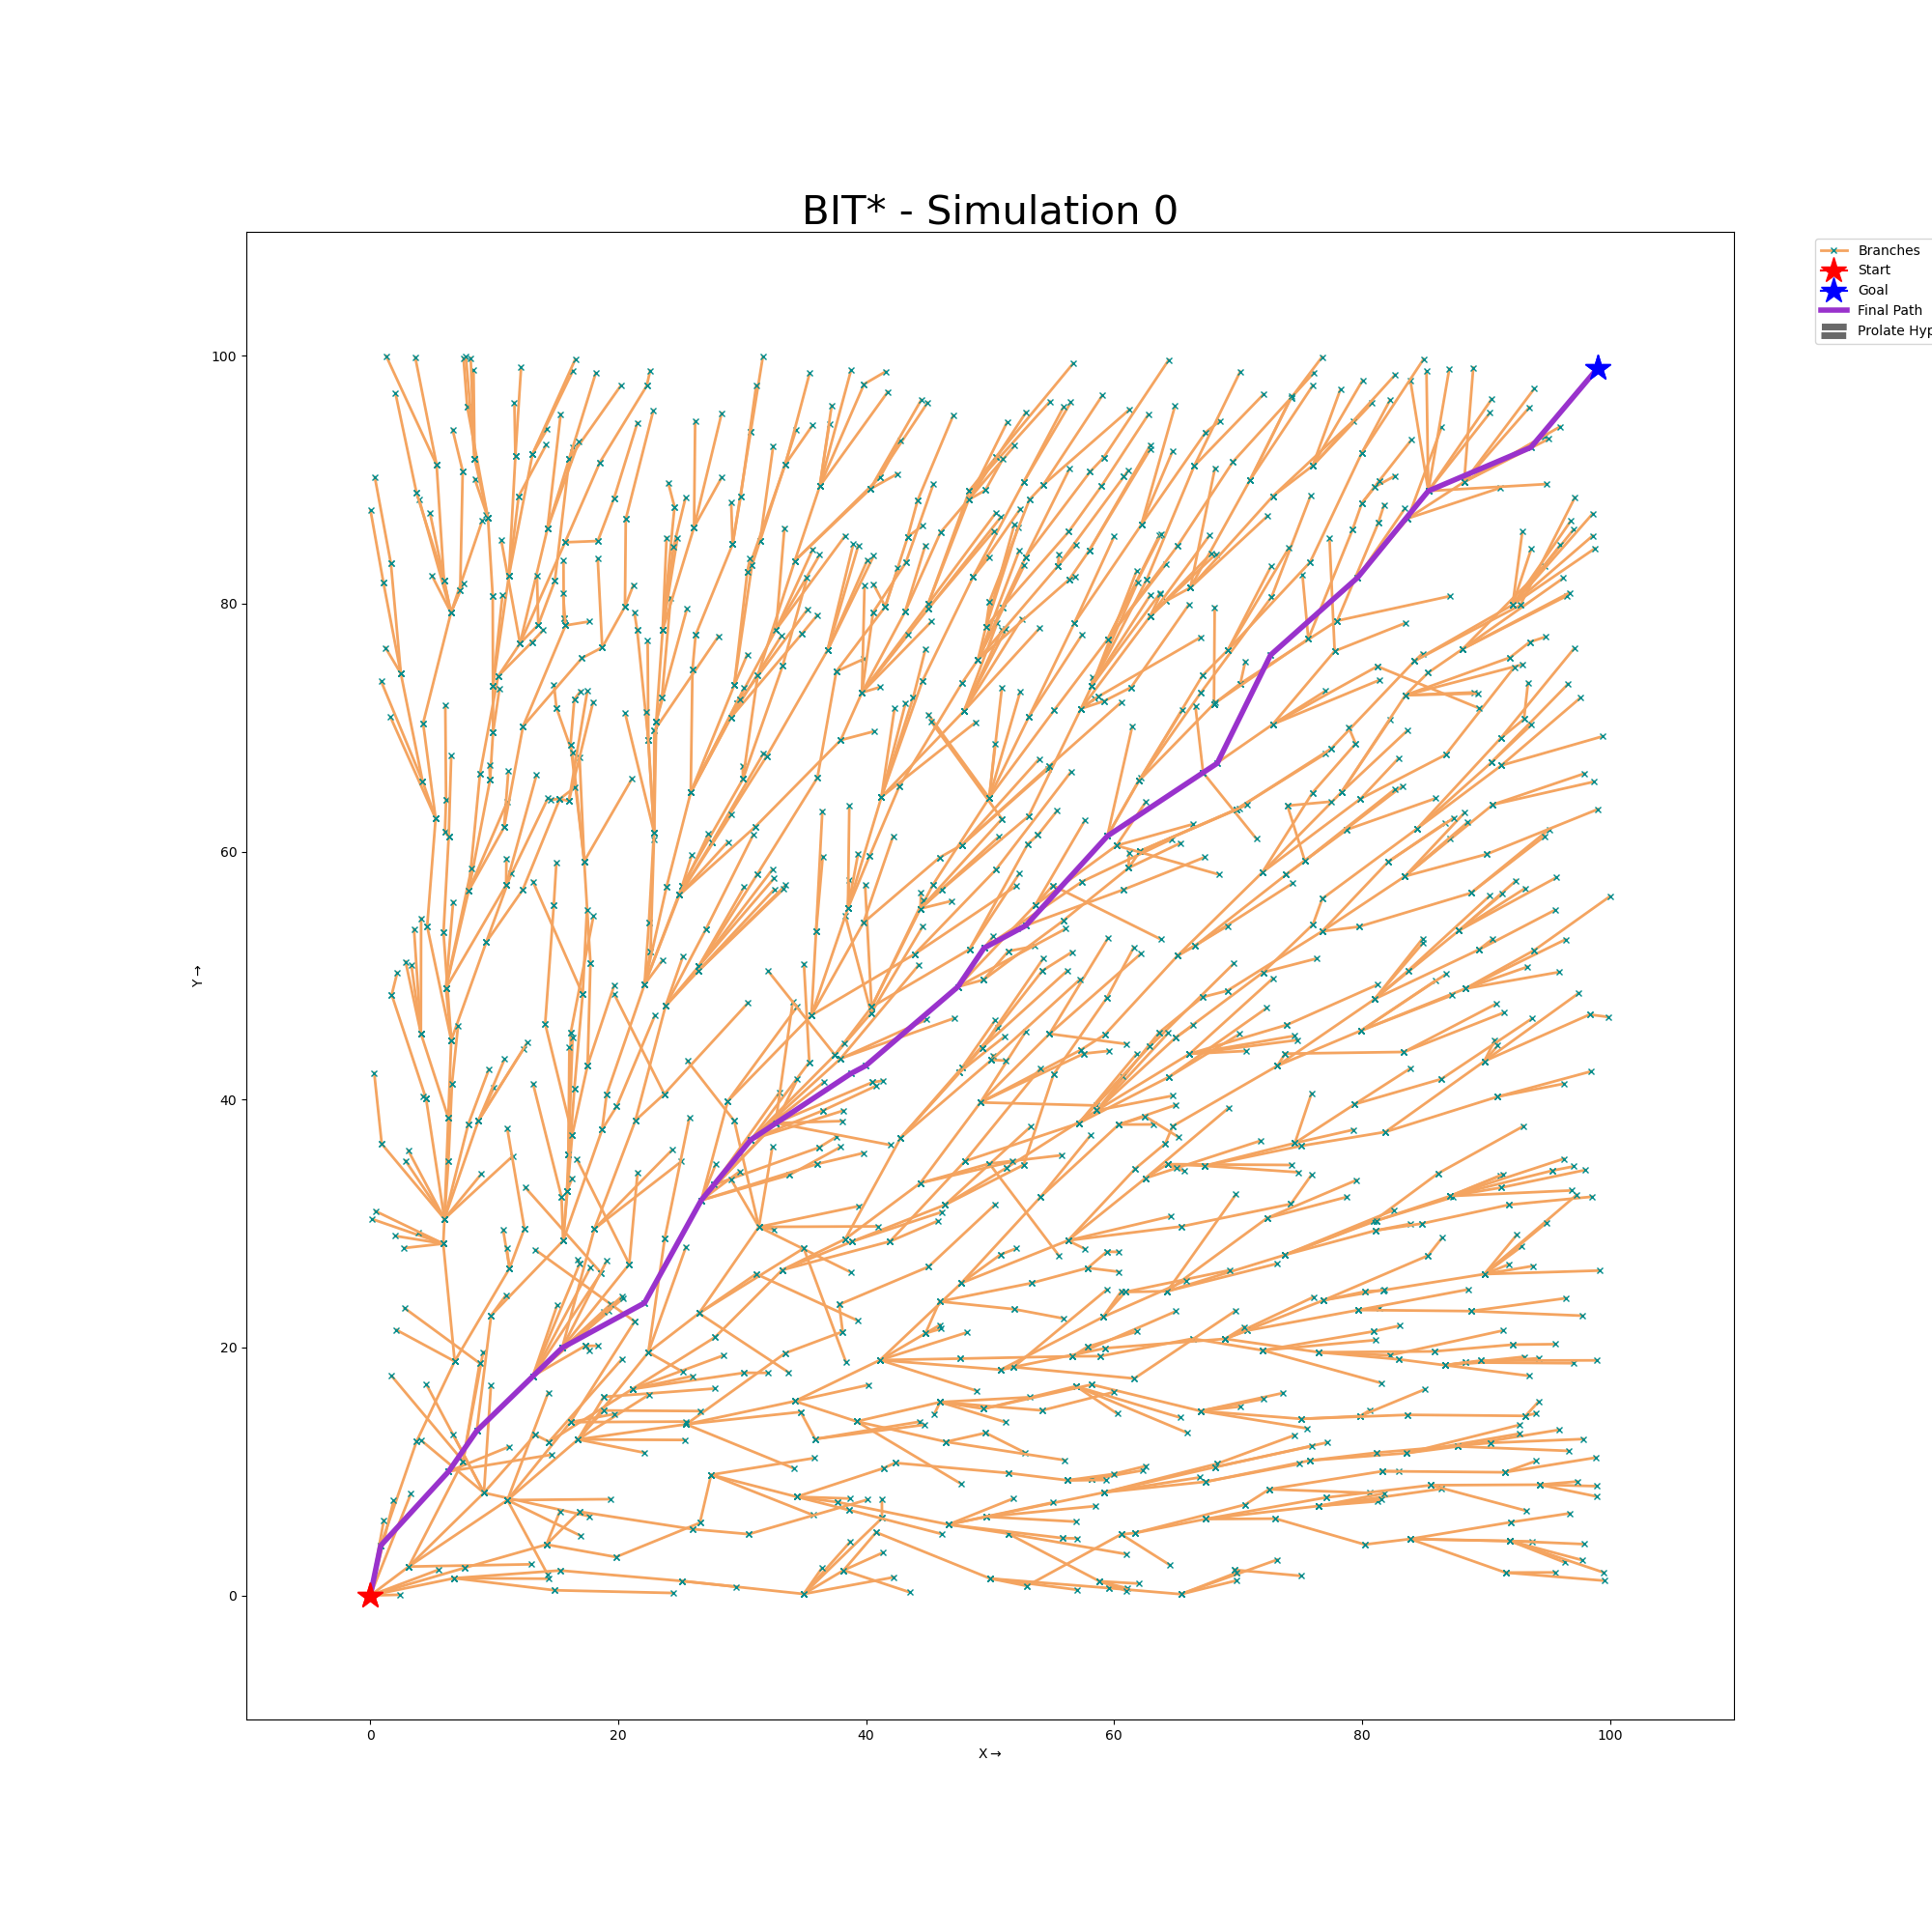 BIT* - Simulation 0
Branches
Start
Goal
Final Path
Prolate Hyp
100
80
60
40
20
0
Y→
0 20 40 60 80 100
X→